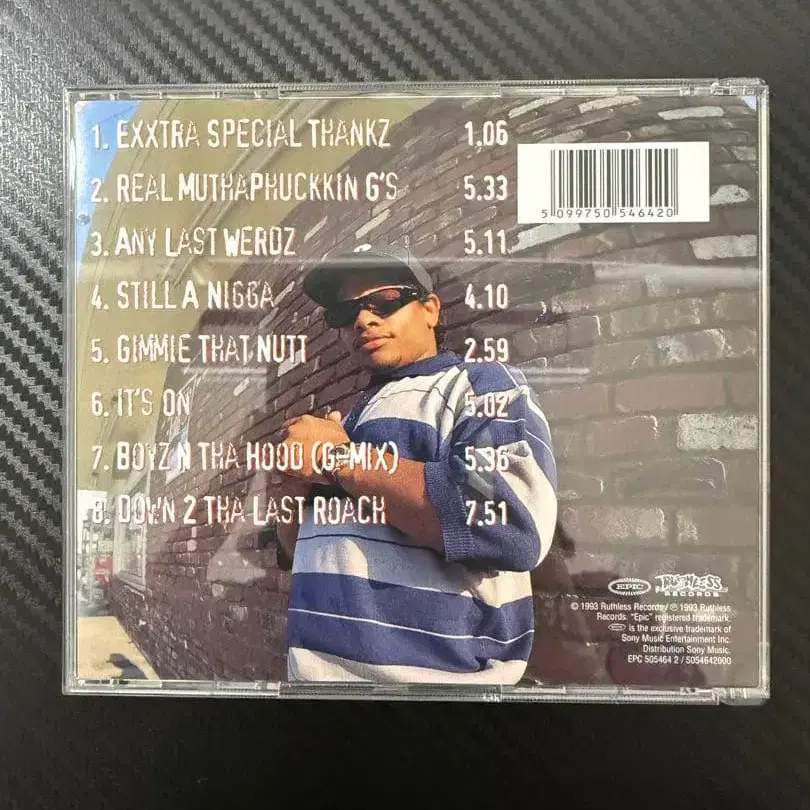 1. EXXTRA SPECIAL THANKZ 1.06
2. REAL MUTHAPHUCKKIN G'S 5.33
3. ANY LAST WERDZ 5.11
4. STILL A NIGGA 4.10
5. GIMMIE THAT NUTT 2.59
6. IT'S ON 5.02
7. BOYZ N THA HOOD (G-MIX) 5.36
8. DOWN 2 THA LAST ROACH 7.51
5 099750 546420
EPIC RUTHLESS
RECORDS
© 1993 Ruthless Records / ℗ 1993 Ruthless
Records. "Epic" registered trademark.
EPIC is the exclusive trademark of
Sony Music Entertainment Inc.
Distribution Sony Music.
EPC 505464 2 / 5054642000